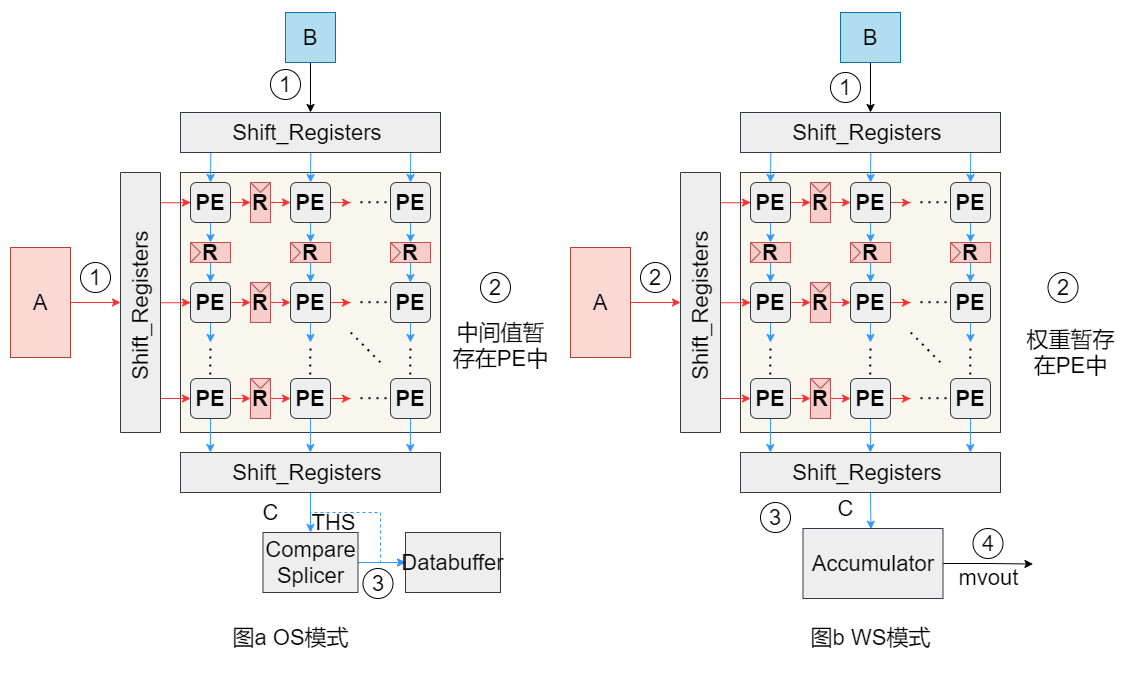 B
①
Shift_Registers
PE R PE ···· PE
R R R
A
①
Shift_Registers
PE R PE ···· PE
②
中间值暂
存在PE中
PE R PE ···· PE
Shift_Registers
C
THS
Compare
Splicer
③
Databuffer
图a OS模式
B
①
Shift_Registers
PE R PE ···· PE
R R R
A
②
Shift_Registers
PE R PE ···· PE
②
权重暂存
在PE中
PE R PE ···· PE
Shift_Registers
③
C
Accumulator
④
mvout
图b WS模式